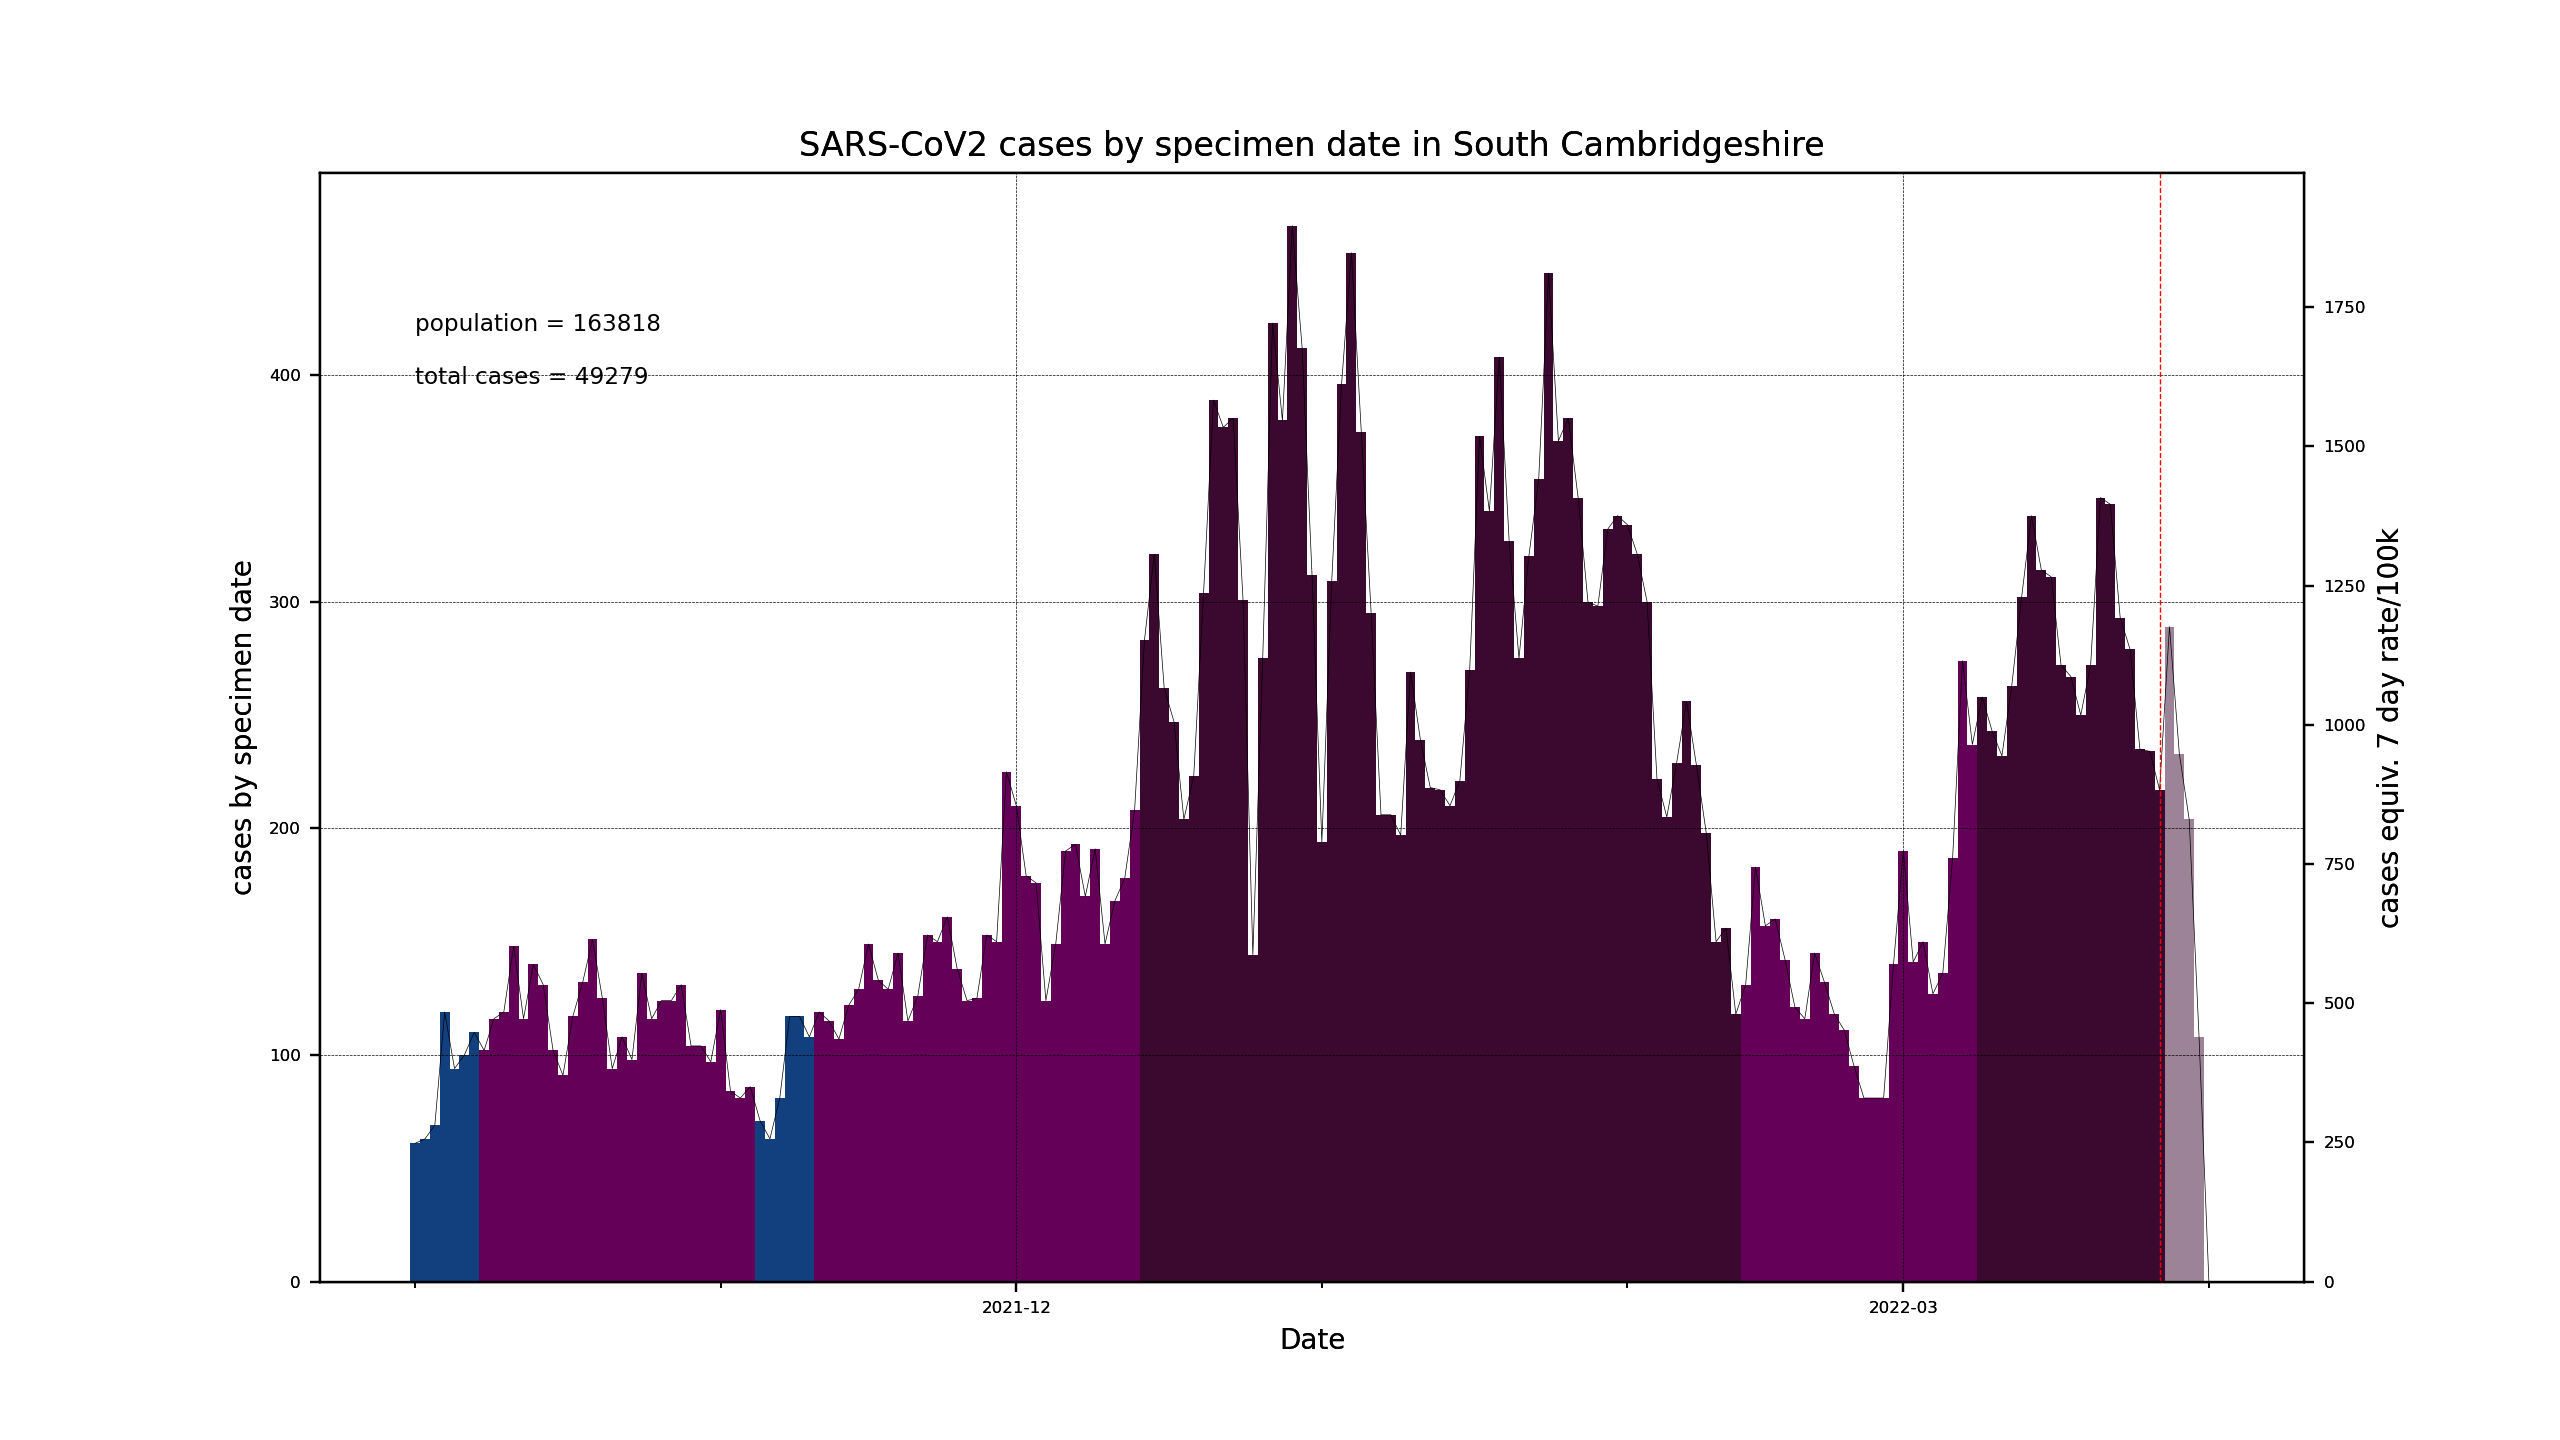 SARS-CoV2 cases by specimen date in South Cambridgeshire
population = 163818
total cases = 49279
cases by specimen date
400
300
200
100
0
1750
1500
1250
1000
750
500
250
0
cases equiv. 7 day rate/100k
2021-12
2022-03
Date